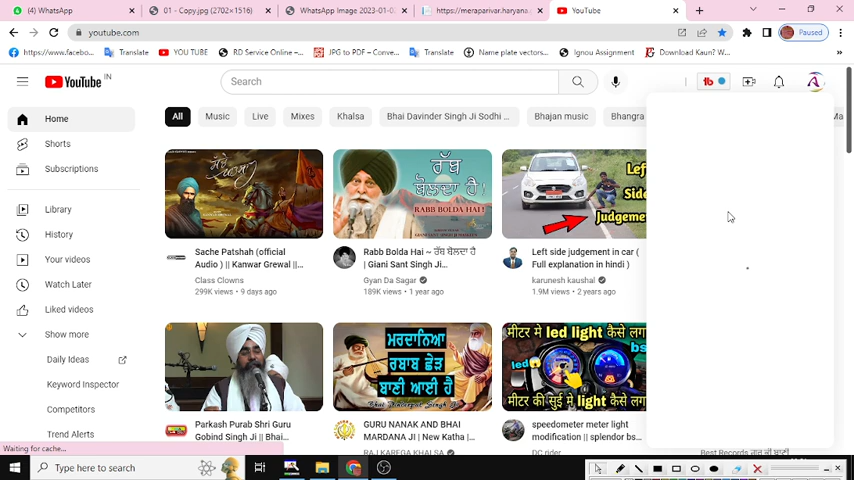 (4) WhatsApp
01 - Copy.jpg (2702×1516)
WhatsApp Image 2023-01-0
https://meraparivar.haryana.
YouTube
youtube.com
Paused
https://www.facebo...
Translate
YOU TUBE
RD Service Online –...
JPG to PDF – Conve...
Translate
Name plate vectors...
Ignou Assignment
Download Kaun? W...
YouTube IN
Search
Home
Shorts
Subscriptions
Library
History
Your videos
Watch Later
Liked videos
Show more
Daily Ideas
Keyword Inspector
Competitors
Trend Alerts
All
Music
Live
Mixes
Khalsa
Bhai Davinder Singh Ji Sodhi ...
Bhajan music
Bhangra
ਰੱਬ
ਬੋਲਦਾ ਹੈ!
RABB BOLDA HAI!
Left
Side
Judgeme
Sache Patshah (official
Audio ) || Kanwar Grewal ||...
Class Clowns
299K views • 9 days ago
Rabb Bolda Hai ~ ਰੱਬ ਬੋਲਦਾ ਹੈ
| Giani Sant Singh Ji...
Gyan Da Sagar
189K views • 1 year ago
Left side judgement in car (
Full explanation in hindi )
karunesh kaushal
1.9M views • 2 years ago
ਮਰਦਾਨਿਆ
ਰਬਾਬ ਛੇੜ
ਬਾਣੀ ਆਈ ਹੈ
मीटर मे led light कैसे लगा
led
bs
मीटर की सुई मे light कैसे लगा
Parkash Purab Shri Guru
Gobind Singh Ji || Bhai...
GURU NANAK AND BHAI
MARDANA JI | New Katha |...
RAJ KAREGA KHALSA
speedometer meter light
modification || splendor bs...
DC rider
Waiting for cache...
Type here to search